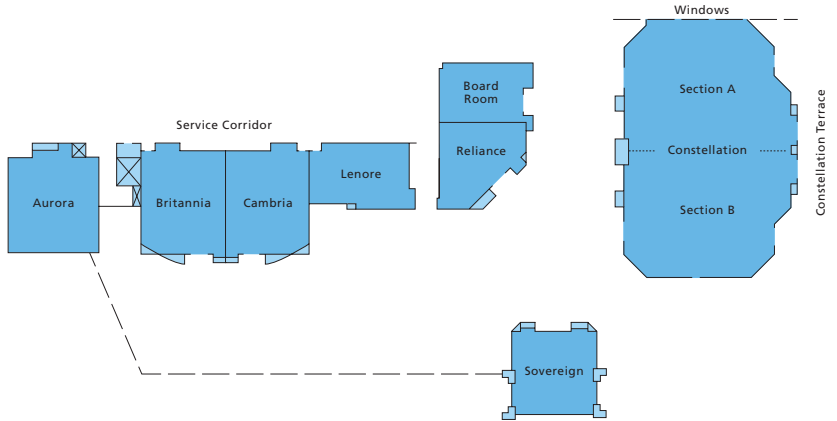 Windows
Board
Room
Section A
Service Corridor
Reliance
Constellation
Constellation Terrace
Lenore
Aurora
Britannia
Cambria
Section B
Sovereign